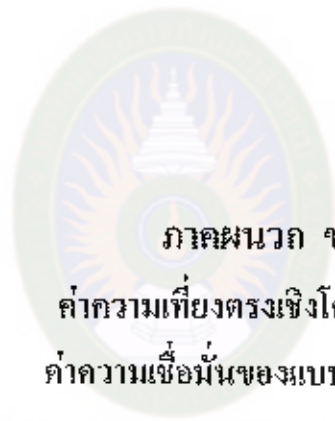 ภาคผนวก ข
ค่าความเที่ยงตรงเชิง
ค่าความเชื่อมั่นของ